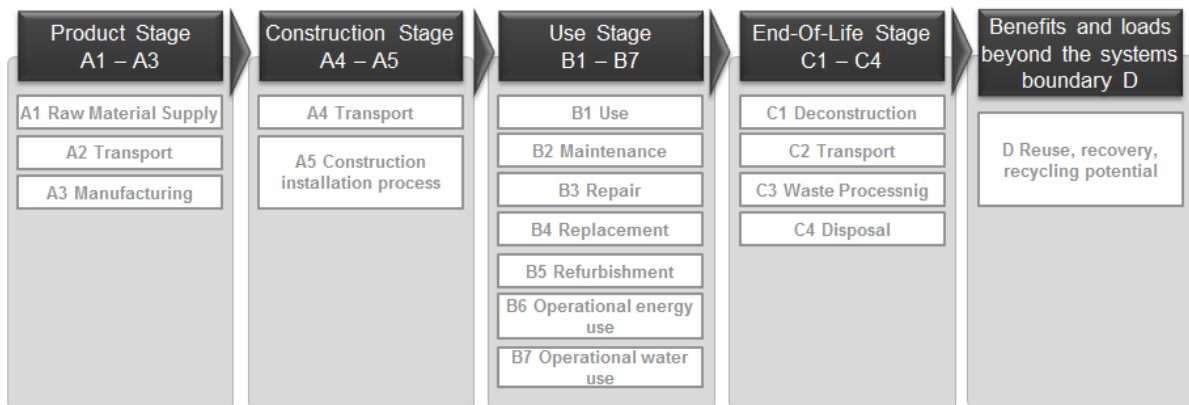 Product Stage
A1 – A3
A1 Raw Material Supply
A2 Transport
A3 Manufacturing
Construction Stage
A4 – A5
A4 Transport
A5 Construction
installation process
Use Stage
B1 – B7
B1 Use
B2 Maintenance
B3 Repair
B4 Replacement
B5 Refurbishment
B6 Operational energy
use
B7 Operational water
use
End-Of-Life Stage
C1 – C4
C1 Deconstruction
C2 Transport
C3 Waste Processnig
C4 Disposal
Benefits and loads
beyond the systems
boundary D
D Reuse, recovery,
recycling potential